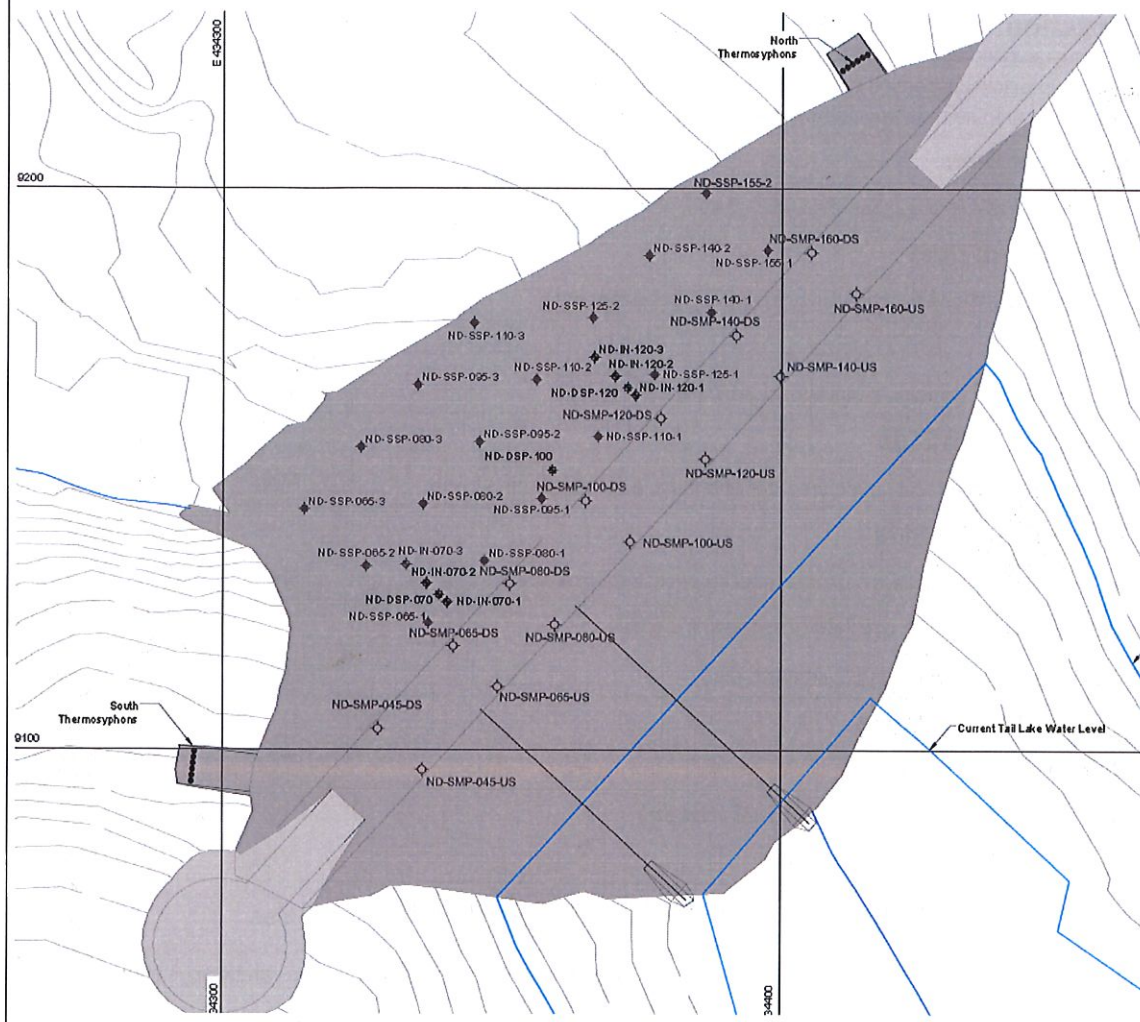 E 434300
North
Thermosyphons
9200
ND-SSP-155-2
ND-SSP-140-2
ND-SMP-160-DS
ND-SSP-155-1
ND-SMP-160-US
ND-SSP-125-2
ND-SSP-140-1
ND-SSP-110-3
ND-SMP-140-DS
ND-IN-120-3
ND-SSP-110-2
ND-IN-120-2
ND-SSP-125-1
ND-SMP-140-US
ND-SSP-095-3
ND-DSP-120
ND-IN-120-1
ND-SMP-120-DS
ND-SSP-080-3
ND-SSP-095-2
ND-SSP-110-1
ND-DSP-100
ND-SMP-120-US
ND-SMP-100-DS
ND-SSP-065-3
ND-SSP-080-2
ND-SSP-095-1
ND-SMP-100-US
ND-SSP-065-2
ND-IN-070-3
ND-SSP-080-1
ND-IN-070-2
ND-SMP-080-DS
ND-DSP-070
ND-IN-070-1
ND-SSP-065-1
ND-SMP-065-DS
ND-SMP-080-US
ND-SMP-065-US
South
Thermosyphons
ND-SMP-045-DS
Current Tail Lake Water Level
9100
ND-SMP-045-US
34300
34400